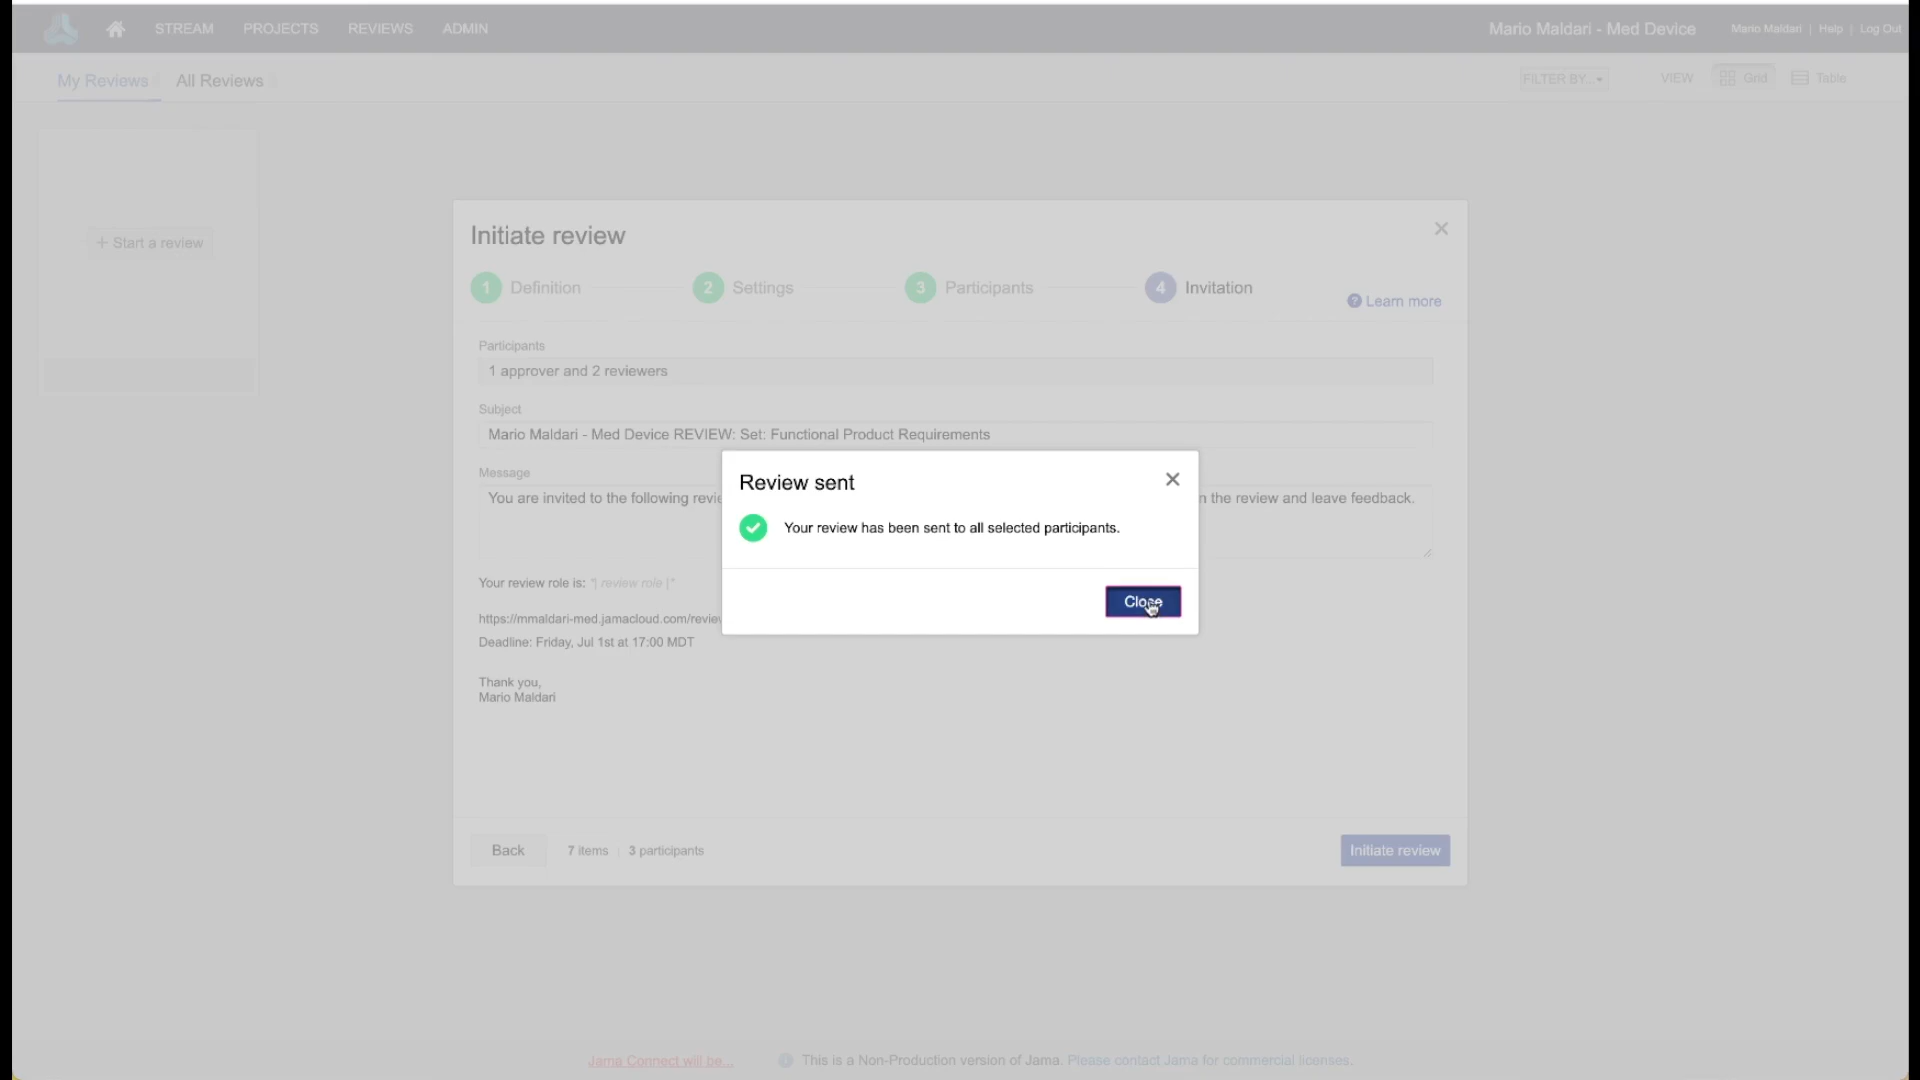 STREAM PROJECTS REVIEWS ADMIN Mario Maldari - Med Device Mario Maldari | Help | Log Out
My Reviews All Reviews FILTER BY... VIEW Grid Table
+ Start a review
Initiate review
1 Definition 2 Settings 3 Participants 4 Invitation
? Learn more
Participants
1 approver and 2 reviewers
Subject
Mario Maldari - Med Device REVIEW: Set: Functional Product Requirements
Message
You are invited to the following revie n the review and leave feedback.
Review sent
Your review has been sent to all selected participants.
Close
Your review role is: *| review role |*
https://mmaldari-med.jamacloud.com/review
Deadline: Friday, Jul 1st at 17:00 MDT
Thank you,
Mario Maldari
Back 7 items | 3 participants Initiate review
Jama Connect will be... This is a Non-Production version of Jama. Please contact Jama for commercial licenses.